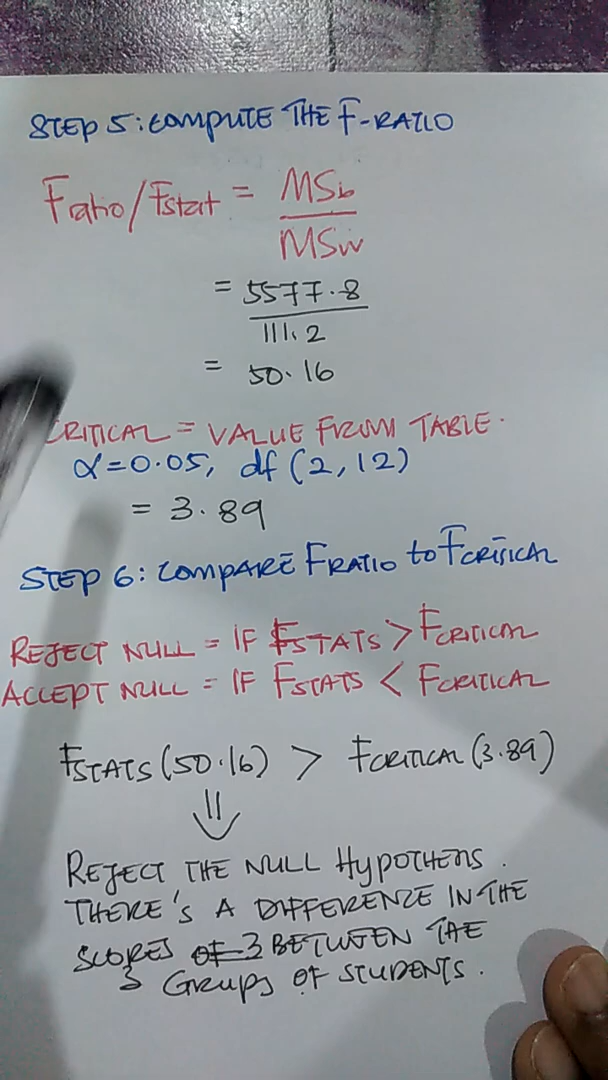 STEP 5: COMPUTE THE F-RATIO
Fratio/Fstat = MSb
MSw
= 5577.8
111.2
= 50.16
CRITICAL = VALUE FROM TABLE.
α=0.05, df (2,12)
= 3.89
STEP 6: COMPARE FRATIO to FCRITICAL
REJECT NULL = IF FSTATS > FCRITICAL
ACCEPT NULL = IF FSTATS < FCRITICAL
FSTATS (50.16) > FCRITICAL (3.89)
REJECT THE NULL HYPOTHESIS.
THERE'S A DIFFERENCE IN THE
SCORES OF 3 BETWEEN THE
3 GROUPS OF STUDENTS.